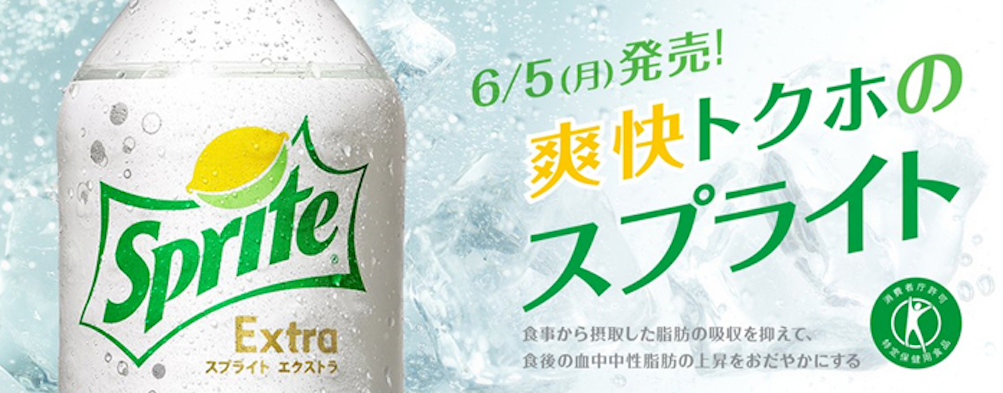 Sprite
Extra
スプライト エクストラ
6/5(月)発売!
爽快トクホの
スプライト
食事から摂取した脂肪の吸収を抑えて、
食後の血中中性脂肪の上昇をおだやかにする
消費者庁許可
特定保健用食品